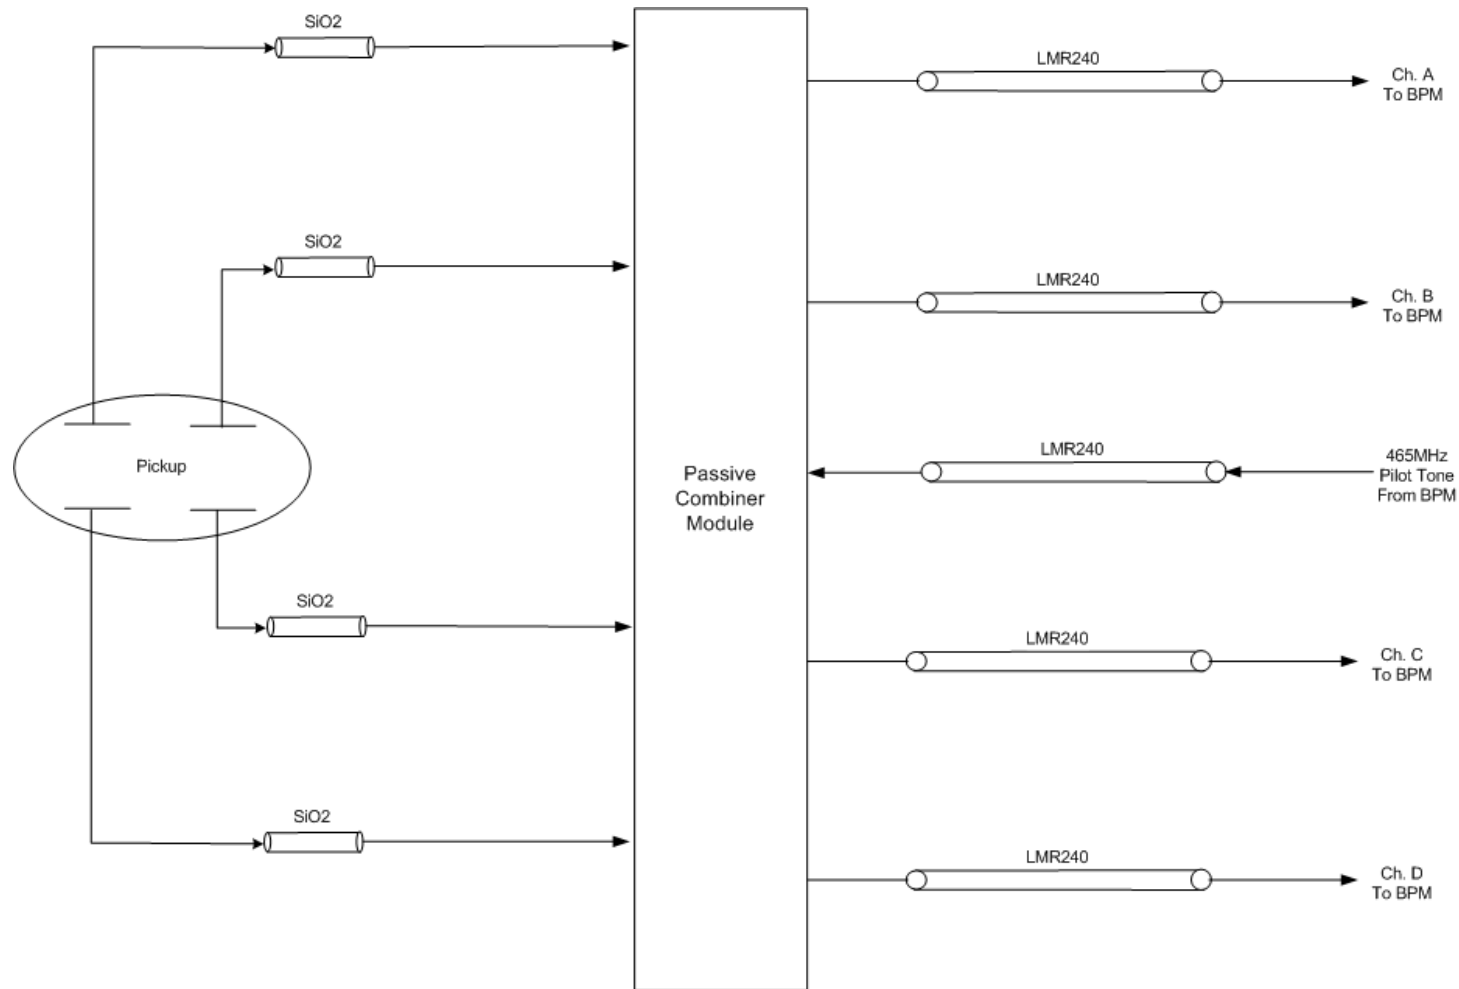 SiO2
LMR240
Ch. A
To BPM
SiO2
LMR240
Ch. B
To BPM
Pickup
Passive
Combiner
Module
LMR240
465MHz
Pilot Tone
From BPM
SiO2
LMR240
Ch. C
To BPM
SiO2
LMR240
Ch. D
To BPM